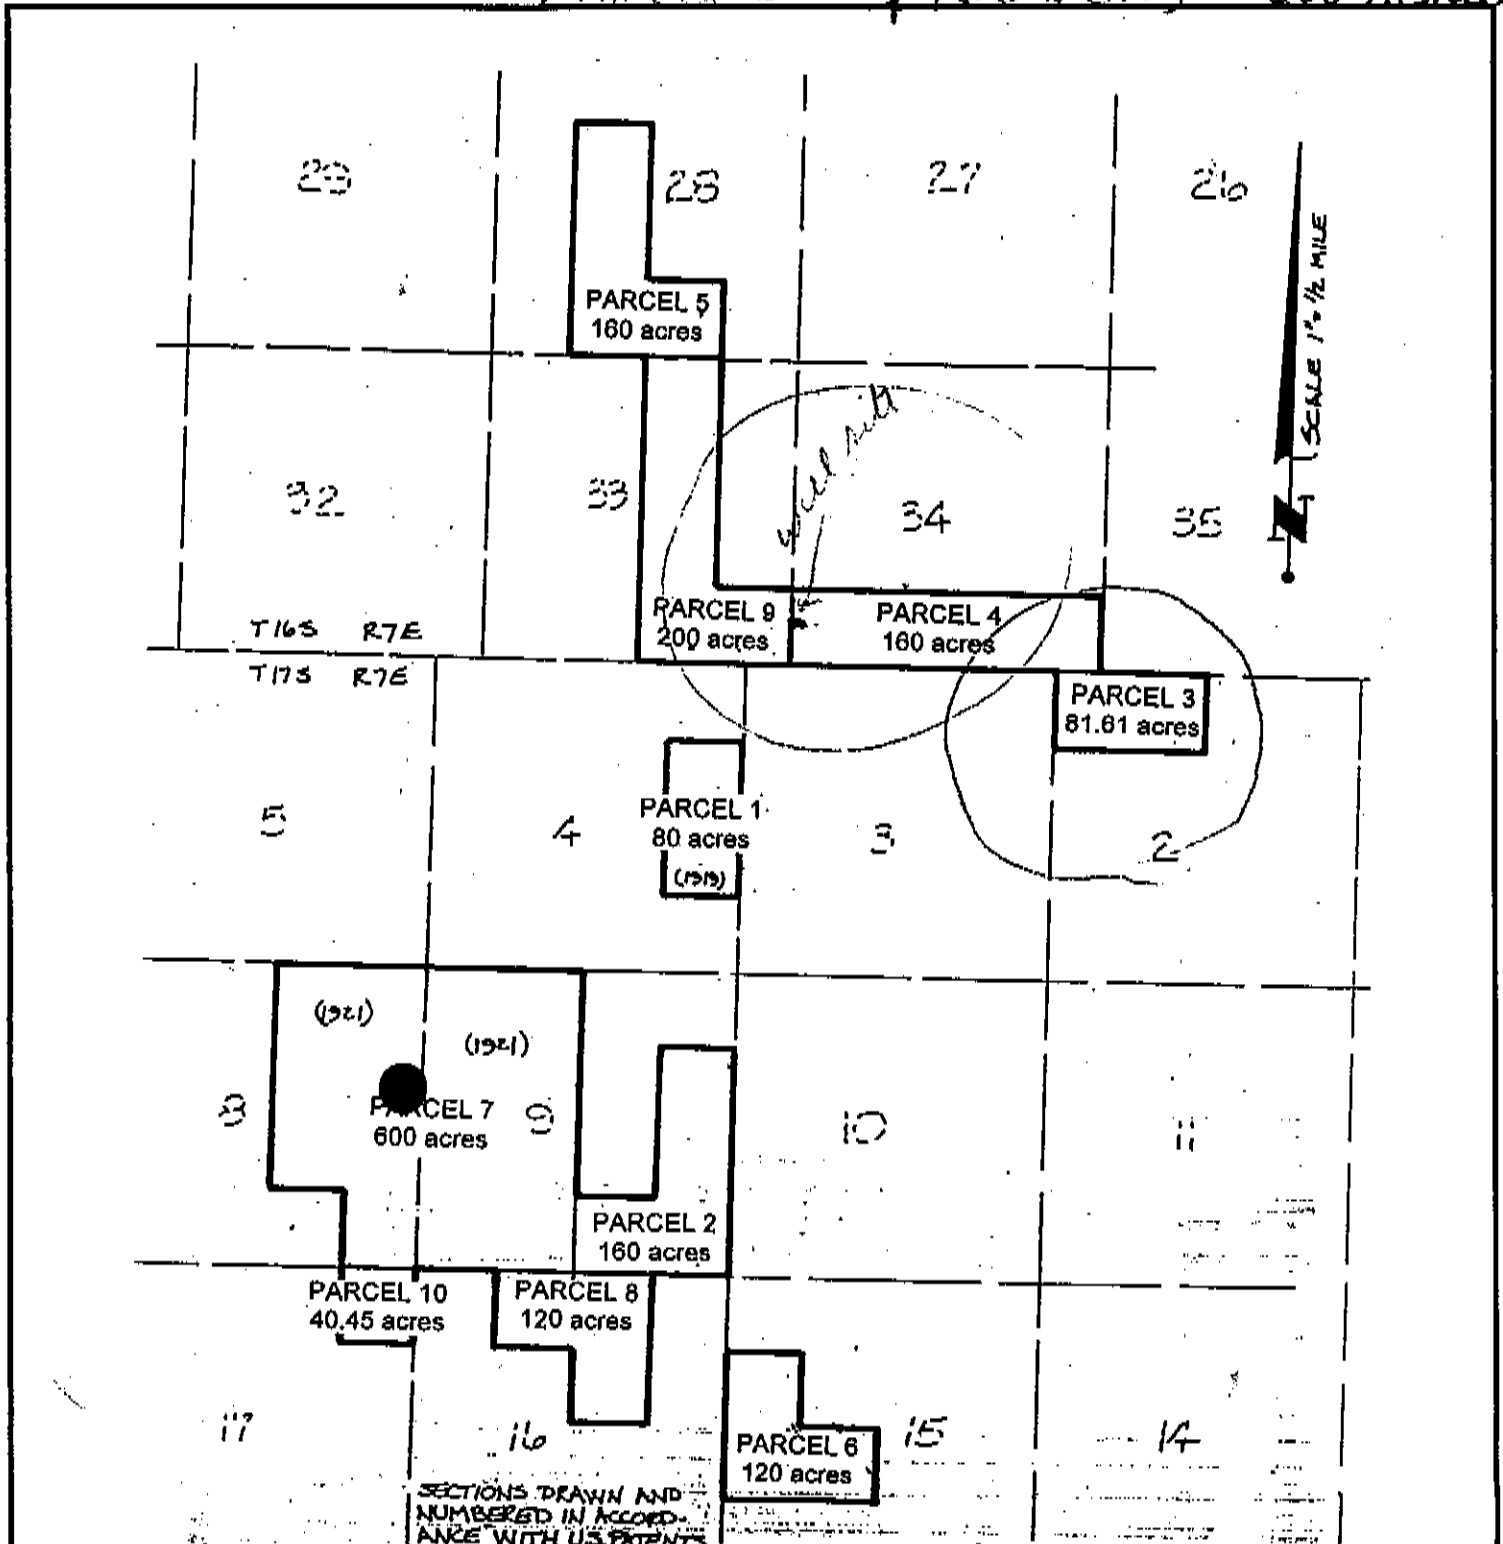 29
28
27
26
PARCEL 5
160 acres
SCALE 1"=1/2 MILE
32
33
34
35
N
PARCEL 9
200 acres
PARCEL 4
160 acres
T16S R7E
T17S R7E
PARCEL 3
81.61 acres
5
4
PARCEL 1
80 acres
(1919)
3
2
(1921)
(1921)
8
PARCEL 7
600 acres
9
10
11
PARCEL 2
160 acres
PARCEL 10
40.45 acres
PARCEL 8
120 acres
17
16
PARCEL 6
120 acres
15
14
SECTIONS DRAWN AND
NUMBERED IN ACCORD-
ANCE WITH U.S. PATENTS